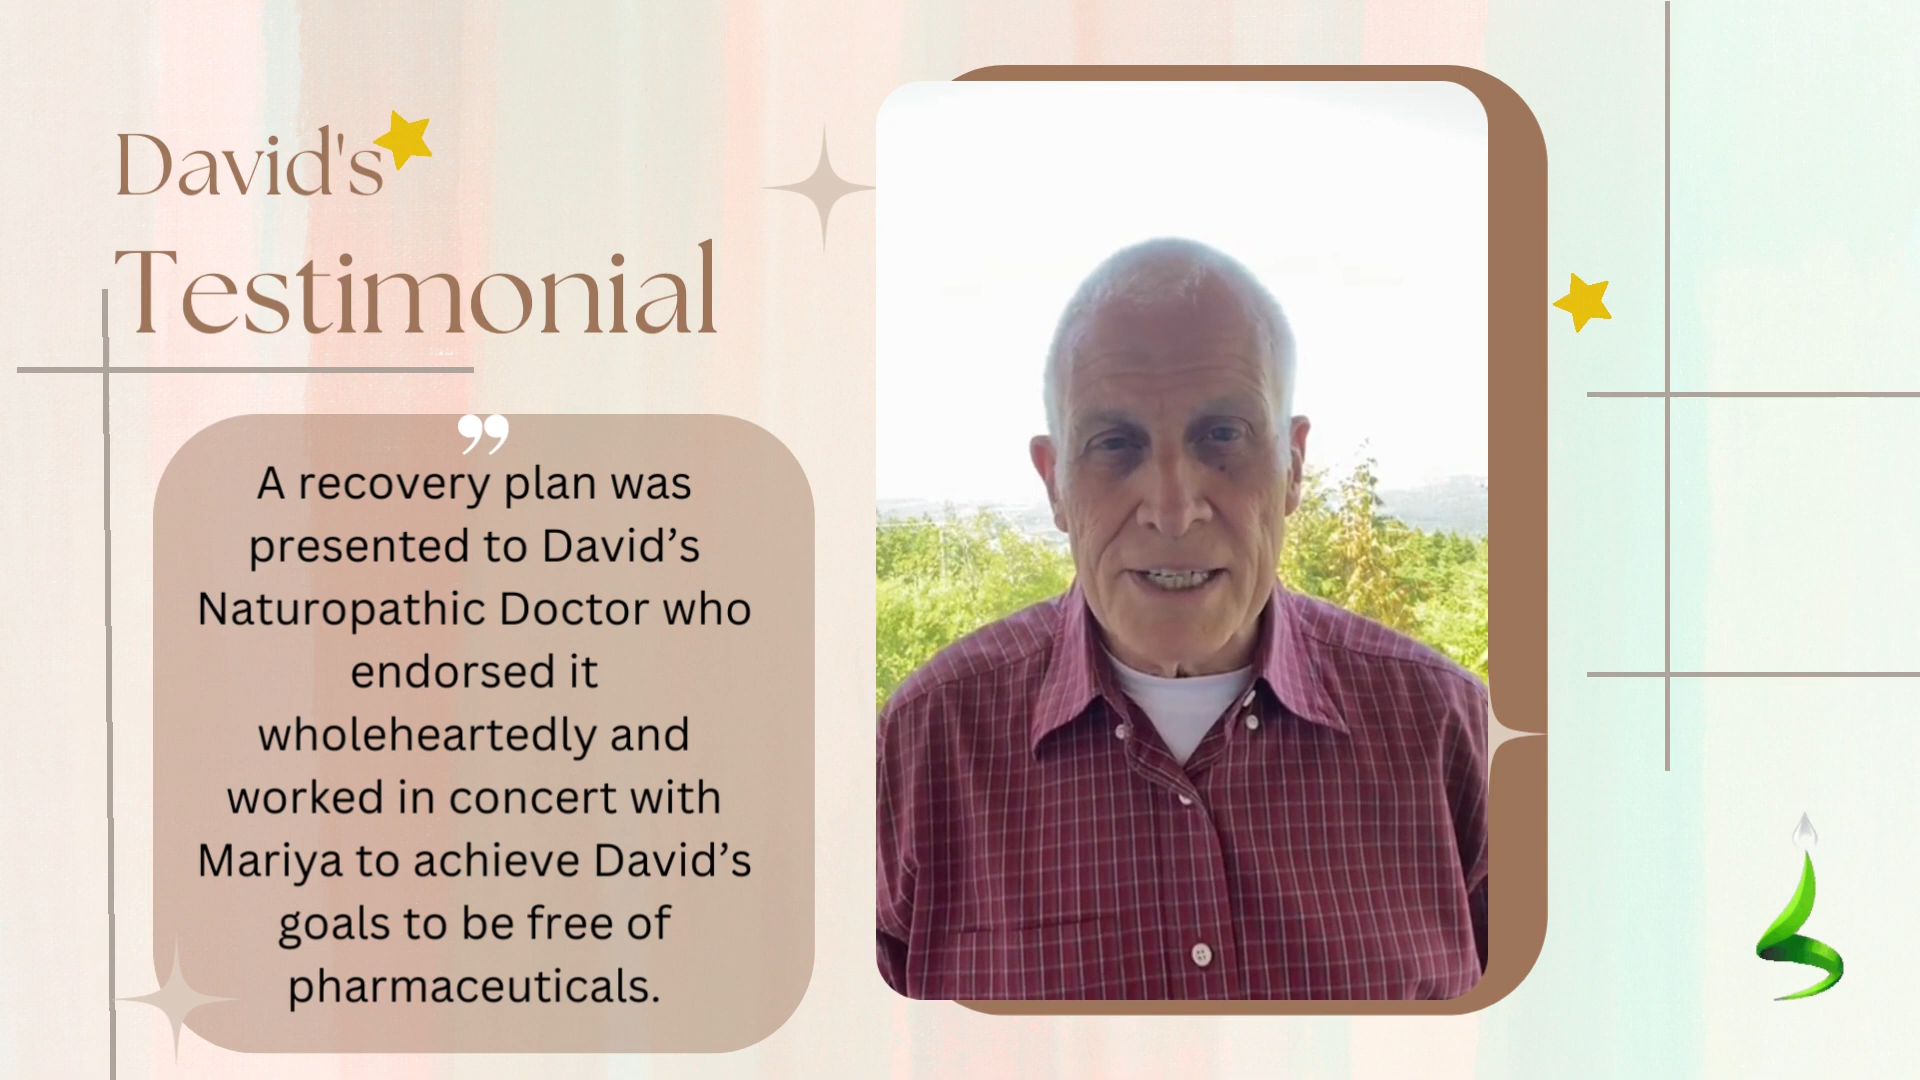 David's
Testimonial
”
A recovery plan was
presented to David’s
Naturopathic Doctor who
endorsed it
wholeheartedly and
worked in concert with
Mariya to achieve David’s
goals to be free of
pharmaceuticals.